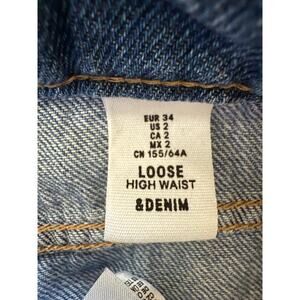 EUR 34
US 2
CA 2
MX 2
CN 155/64A
LOOSE
HIGH WAIST
&DENIM